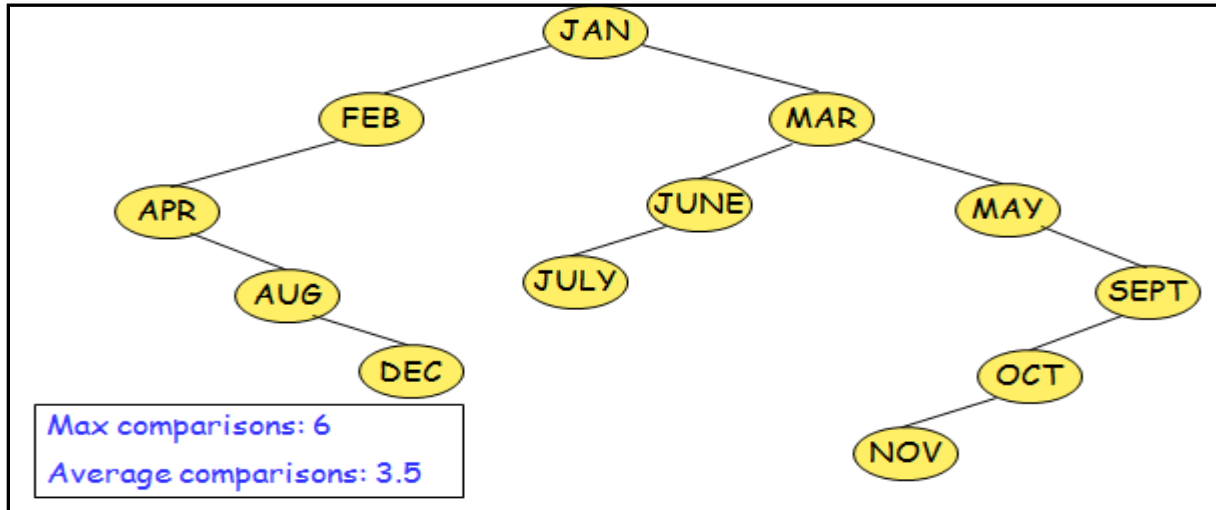 JAN
FEB
MAR
APR
JUNE
MAY
AUG
JULY
SEPT
DEC
OCT
NOV
Max comparisons: 6
Average comparisons: 3.5